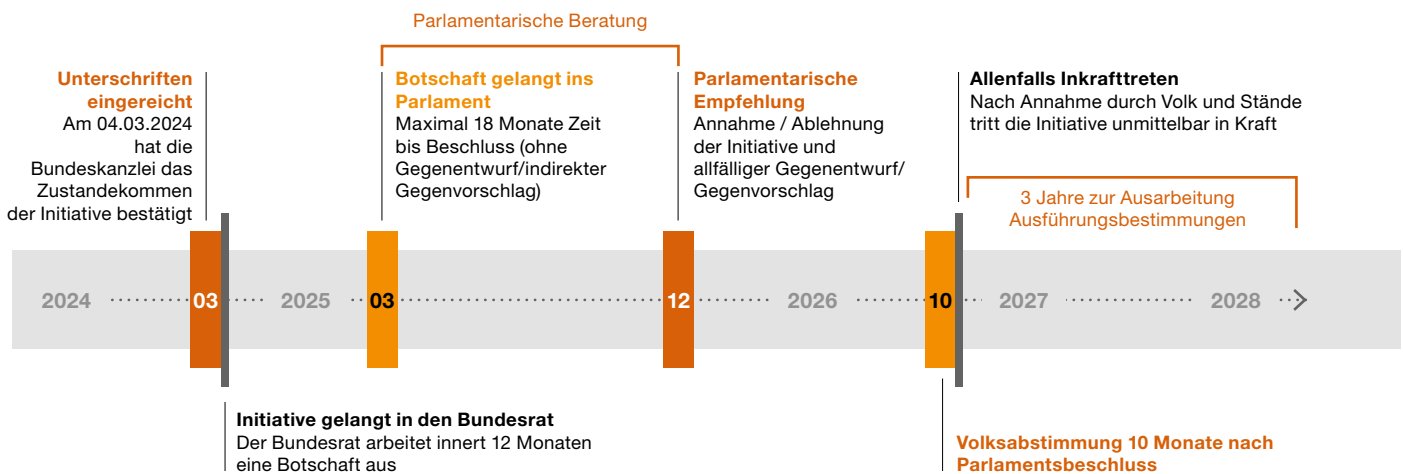 Parlamentarische Beratung
Unterschriften
eingereicht
Am 04.03.2024
hat die
Bundeskanzlei das
Zustandekommen
der Initiative bestätigt
Botschaft gelangt ins
Parlament
Maximal 18 Monate Zeit
bis Beschluss (ohne
Gegenentwurf/indirekter
Gegenvorschlag)
Parlamentarische
Empfehlung
Annahme / Ablehnung
der Initiative und
allfälliger Gegenentwurf/
Gegenvorschlag
Allenfalls Inkrafttreten
Nach Annahme durch Volk und Stände
tritt die Initiative unmittelbar in Kraft
3 Jahre zur Ausarbeitung
Ausführungsbestimmungen
2024 03 2025 03 12 2026 10 2027 2028
Initiative gelangt in den Bundesrat
Der Bundesrat arbeitet innert 12 Monaten
eine Botschaft aus
Volksabstimmung 10 Monate nach
Parlamentsbeschluss